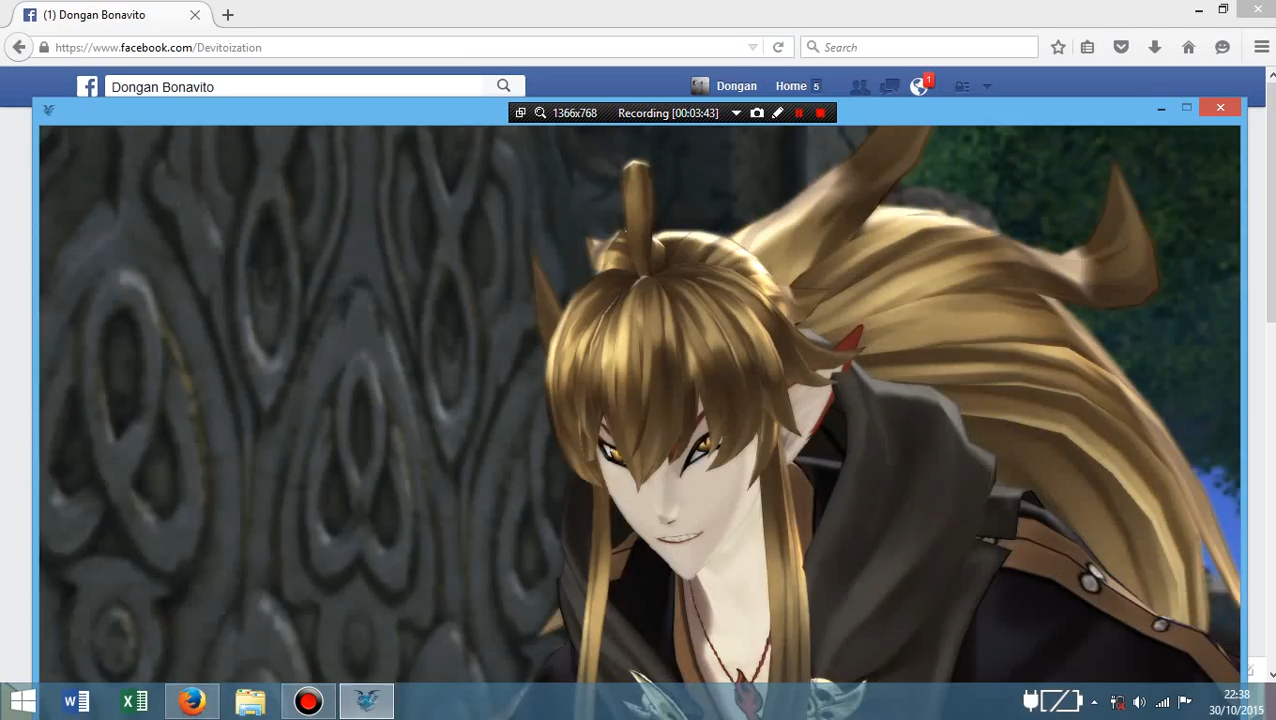 (1) Dongan Bonavito
https://www.facebook.com/Devitoization
Search
Dongan Bonavito
Dongan
Home 5
1
1366x768
Recording [00:03:43]
22:38
30/10/2015